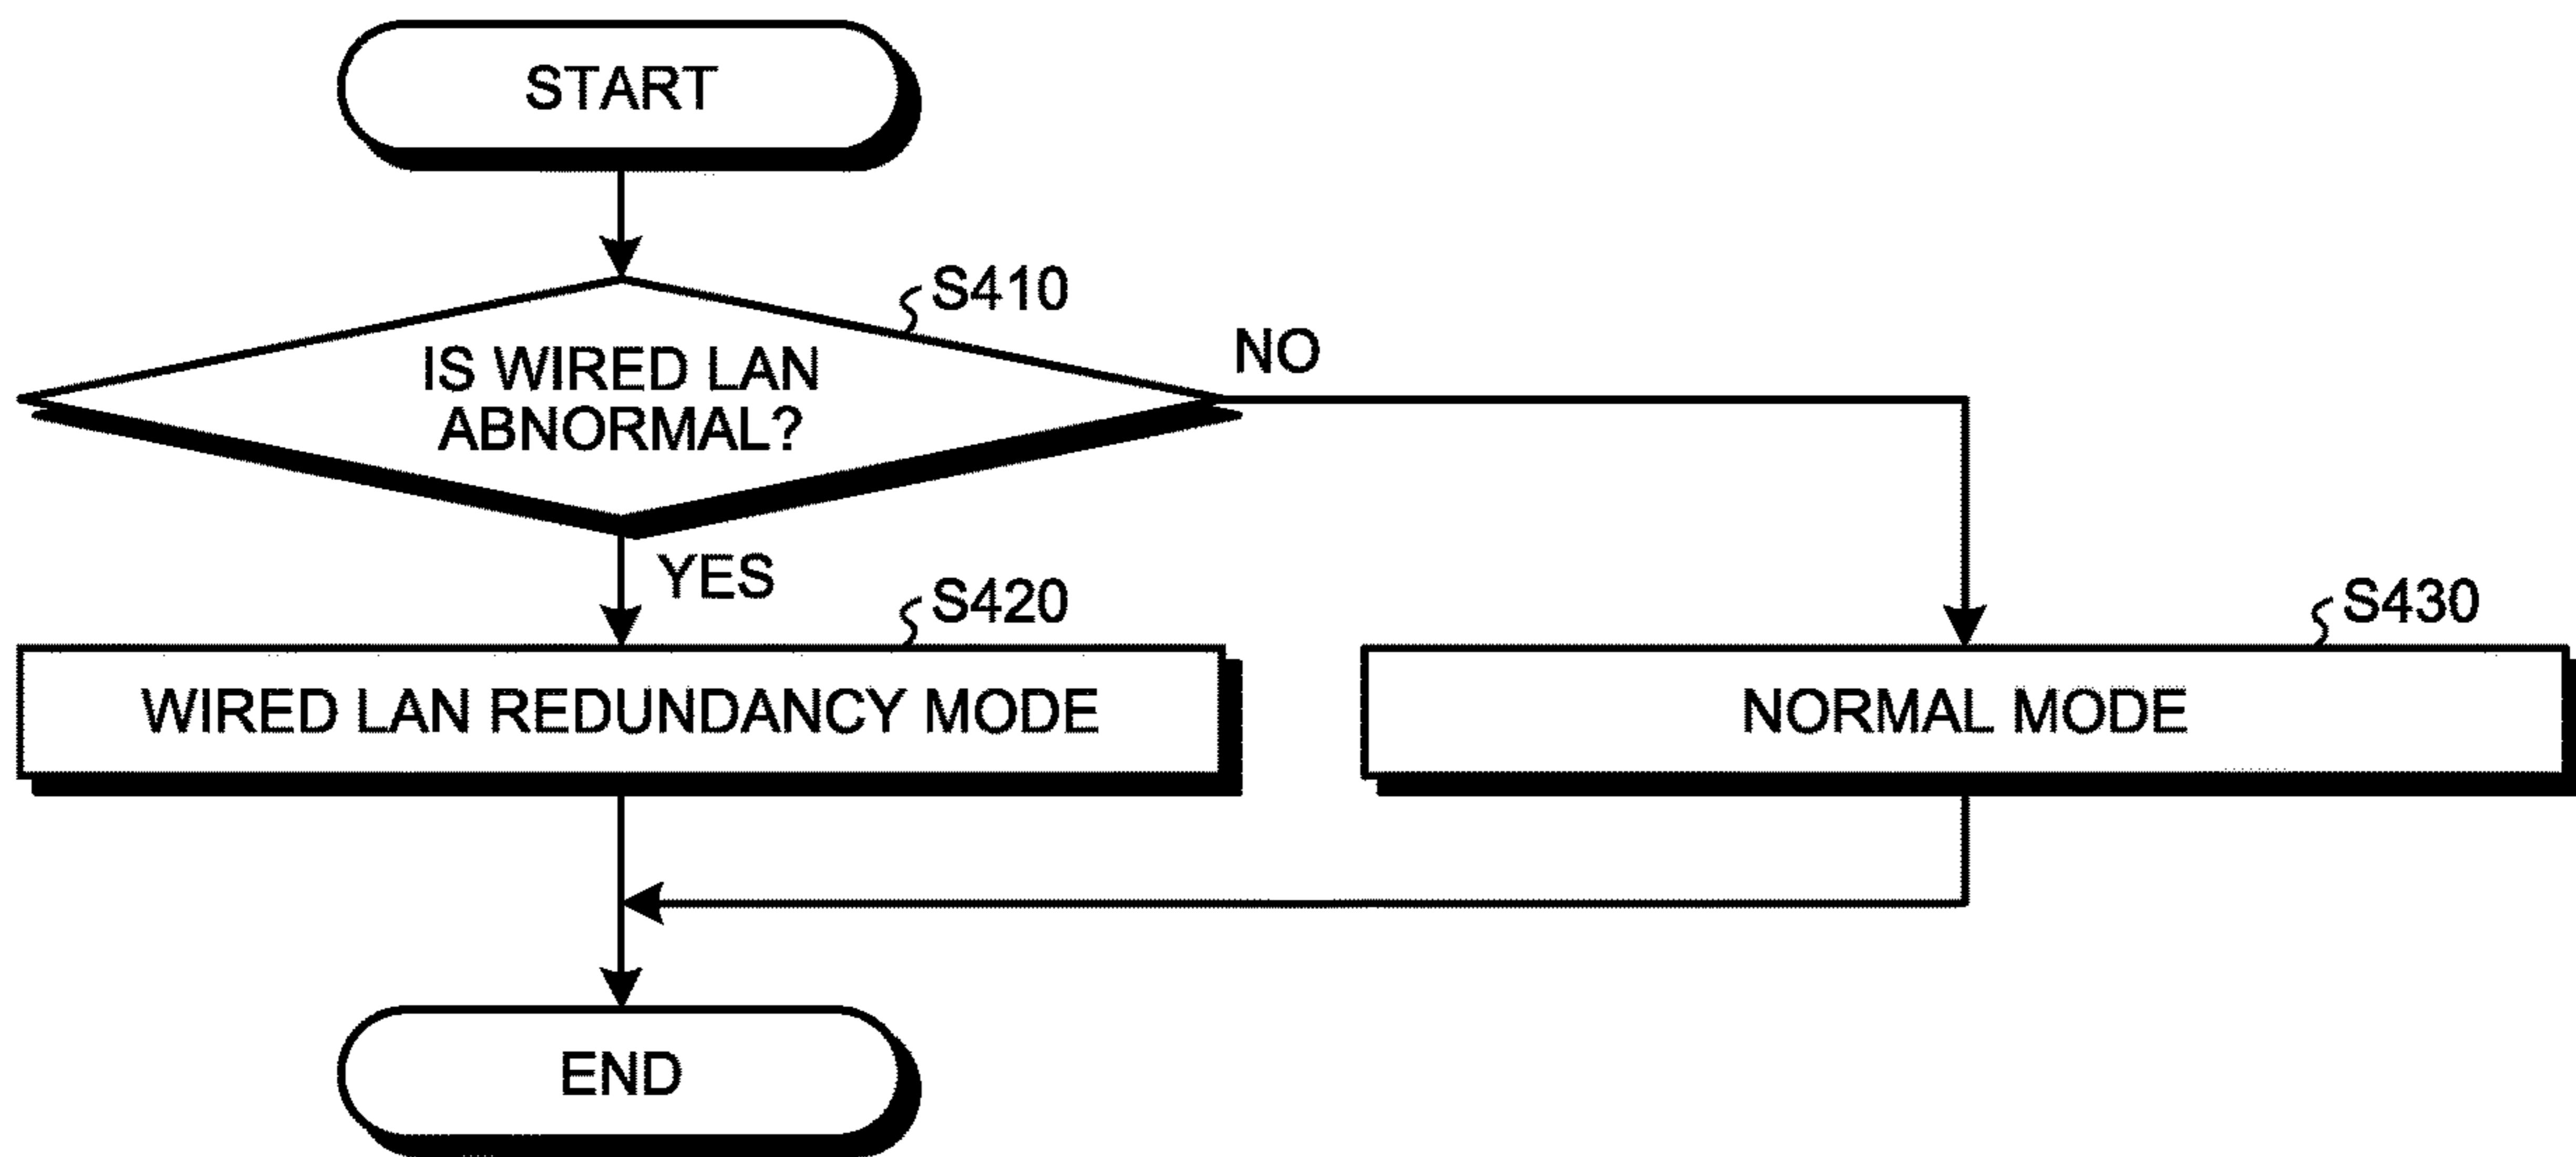 START
S410
IS WIRED LAN
ABNORMAL?
NO
YES
S420
WIRED LAN REDUNDANCY MODE
S430
NORMAL MODE
END